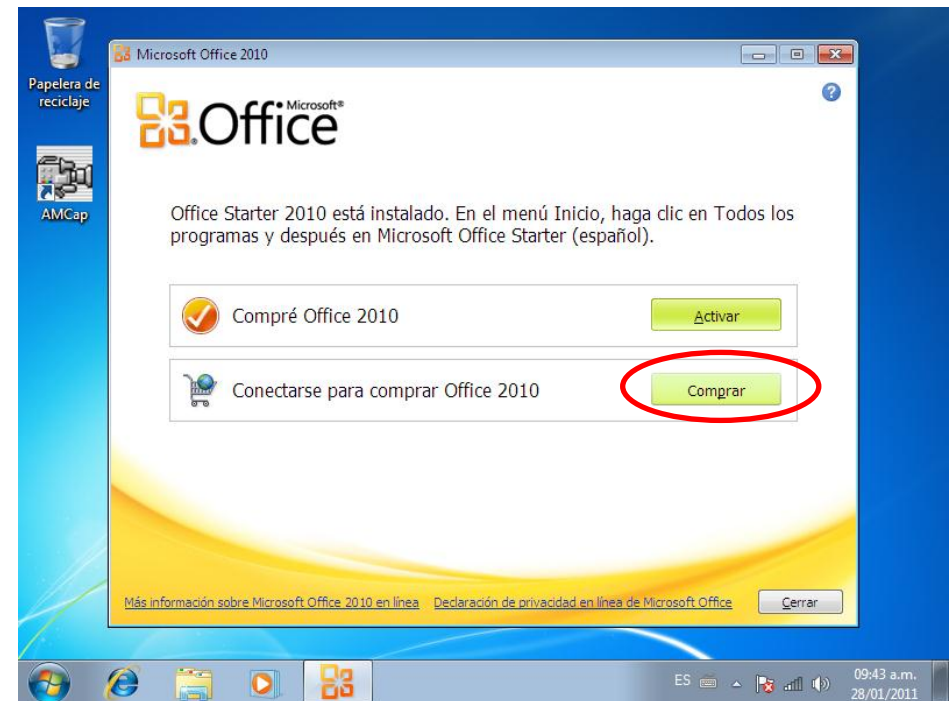 Papelera de
reciclaje
AMCap
Microsoft Office 2010
Microsoft®
Office
Office Starter 2010 está instalado. En el menú Inicio, haga clic en Todos los
programas y después en Microsoft Office Starter (español).
Compré Office 2010
Activar
Conectarse para comprar Office 2010
Comprar
Más información sobre Microsoft Office 2010 en línea
Declaración de privacidad en línea de Microsoft Office
Cerrar
ES
09:43 a.m.
28/01/2011